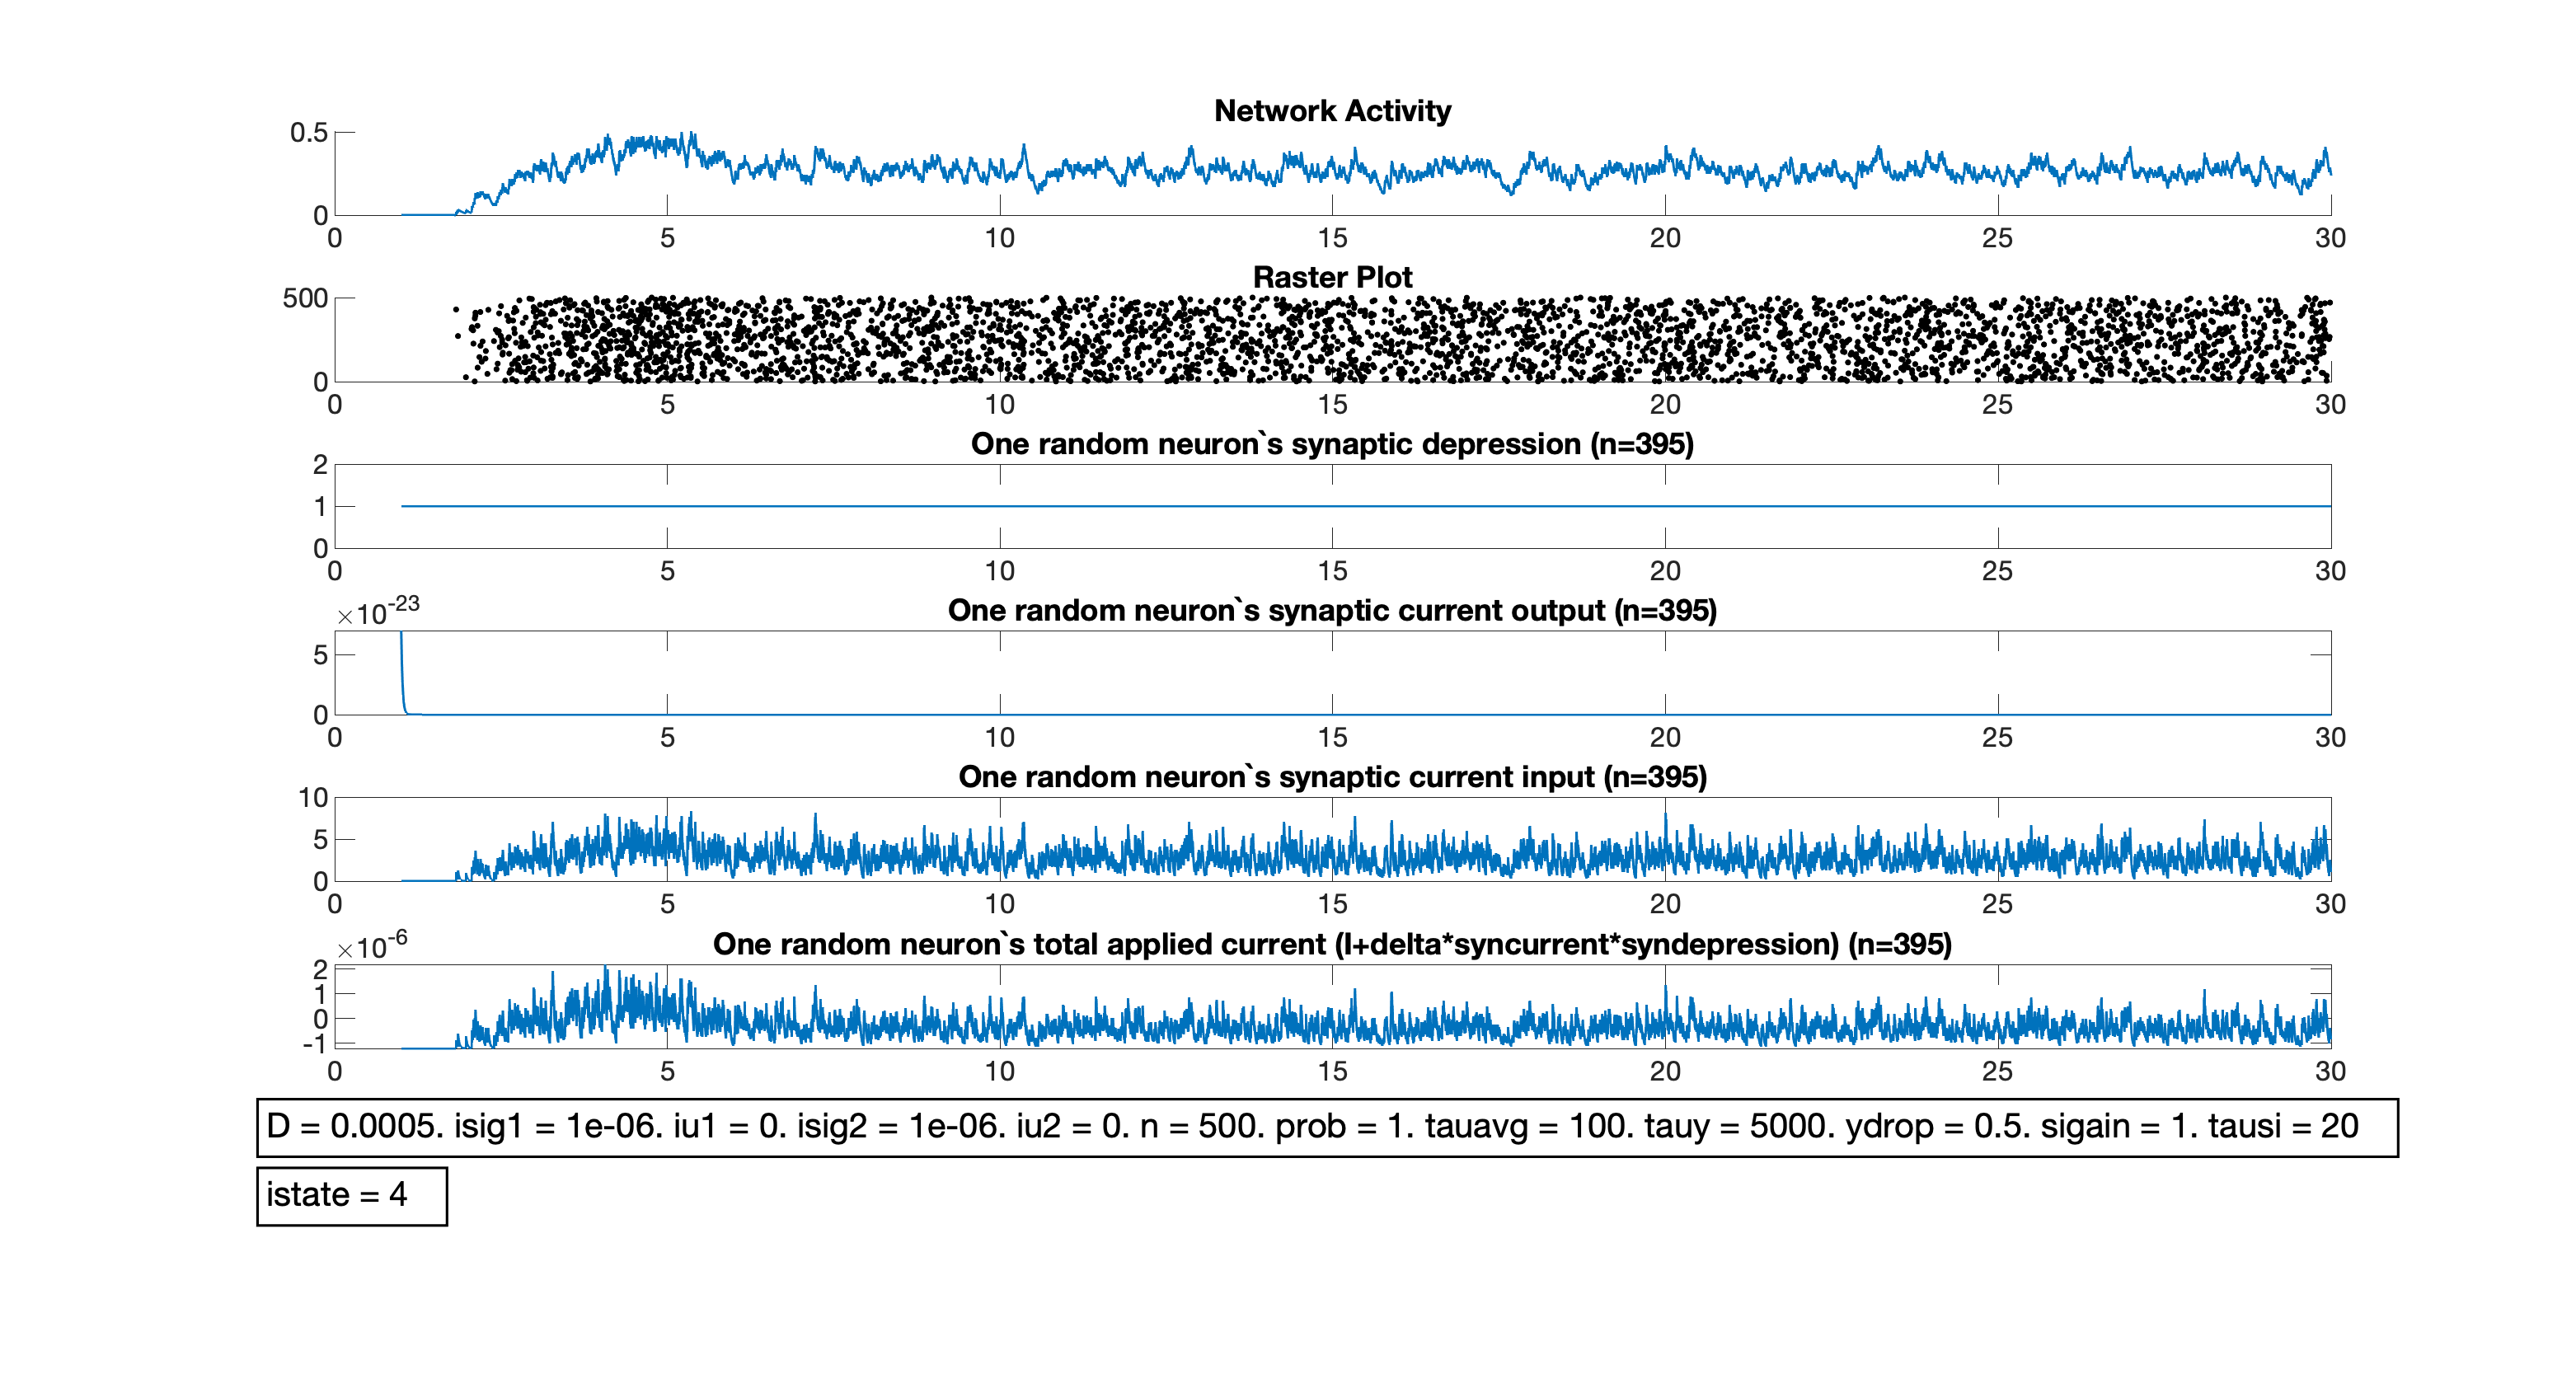 Network Activity
0.5
0
0 5 10 15 20 25 30
Raster Plot
500
0
0 5 10 15 20 25 30
One random neuron`s synaptic depression (n=395)
2
1
0
0 5 10 15 20 25 30
×10-23
One random neuron`s synaptic current output (n=395)
5
0
0 5 10 15 20 25 30
One random neuron`s synaptic current input (n=395)
10
5
0
0 5 10 15 20 25 30
×10-6
One random neuron`s total applied current (I+delta*syncurrent*syndepression) (n=395)
2
1
0
-1
0 5 10 15 20 25 30
D = 0.0005. isig1 = 1e-06. iu1 = 0. isig2 = 1e-06. iu2 = 0. n = 500. prob = 1. tauavg = 100. tauy = 5000. ydrop = 0.5. sigain = 1. tausi = 20
istate = 4